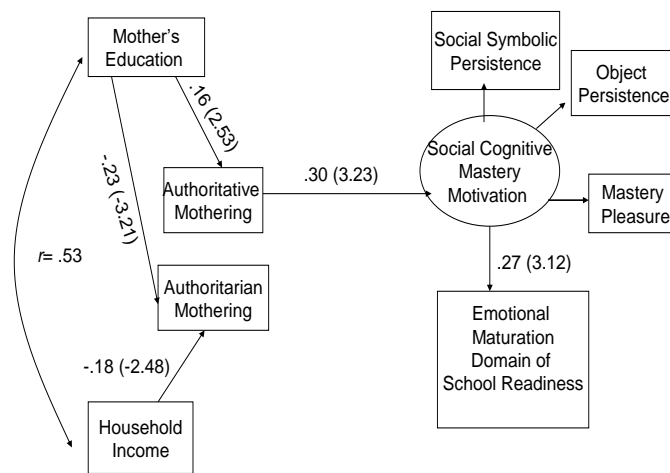 Mother's
Education
Social Symbolic
Persistence
Object
Persistence
.16 (2.53)
Social Cognitive
Mastery
Motivation
-.23 (-3.21)
Authoritative
Mothering
.30 (3.23)
Mastery
Pleasure
r= .53
Authoritarian
Mothering
.27 (3.12)
Emotional
Maturation
Domain of
School Readiness
-.18 (-2.48)
Household
Income